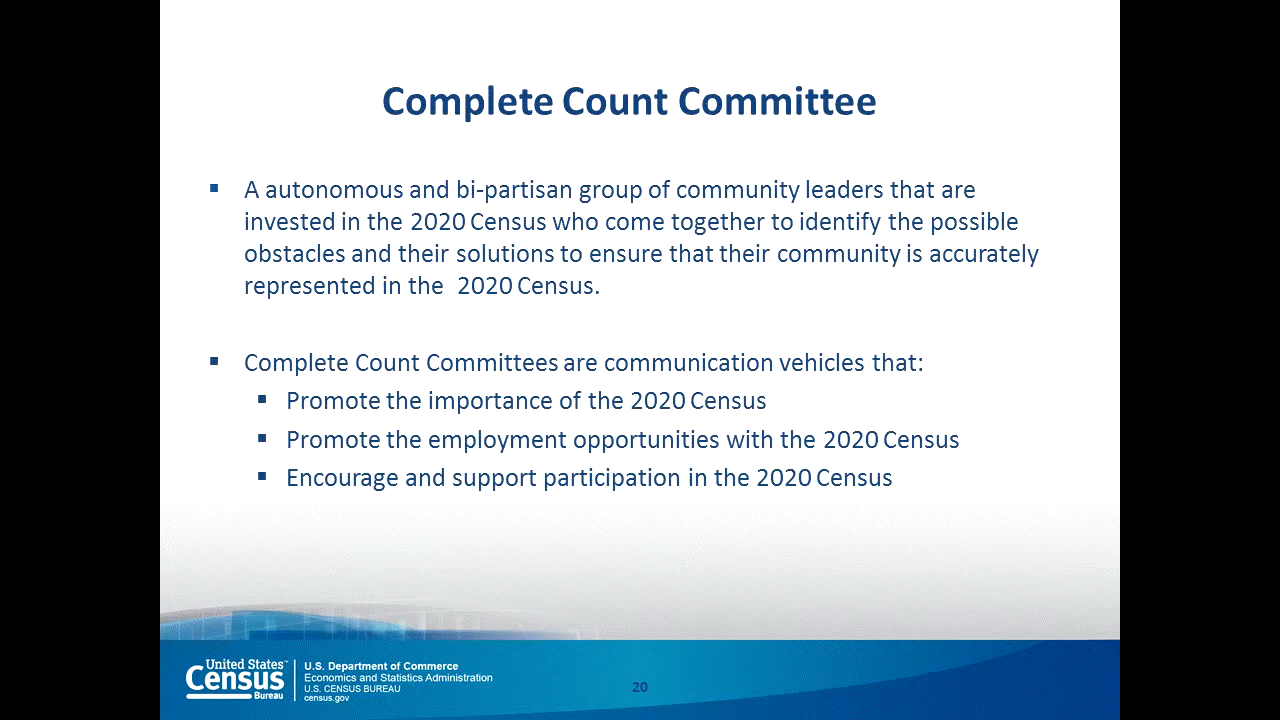 Complete Count Committee
▪ A autonomous and bi-partisan group of community leaders that are
invested in the 2020 Census who come together to identify the possible
obstacles and their solutions to ensure that their community is accurately
represented in the  2020 Census.
▪ Complete Count Committees are communication vehicles that:
▪ Promote the importance of the 2020 Census
▪ Promote the employment opportunities with the 2020 Census
▪ Encourage and support participation in the 2020 Census
United States™
Census
Bureau
U.S. Department of Commerce
Economics and Statistics Administration
U.S. CENSUS BUREAU
census.gov
20